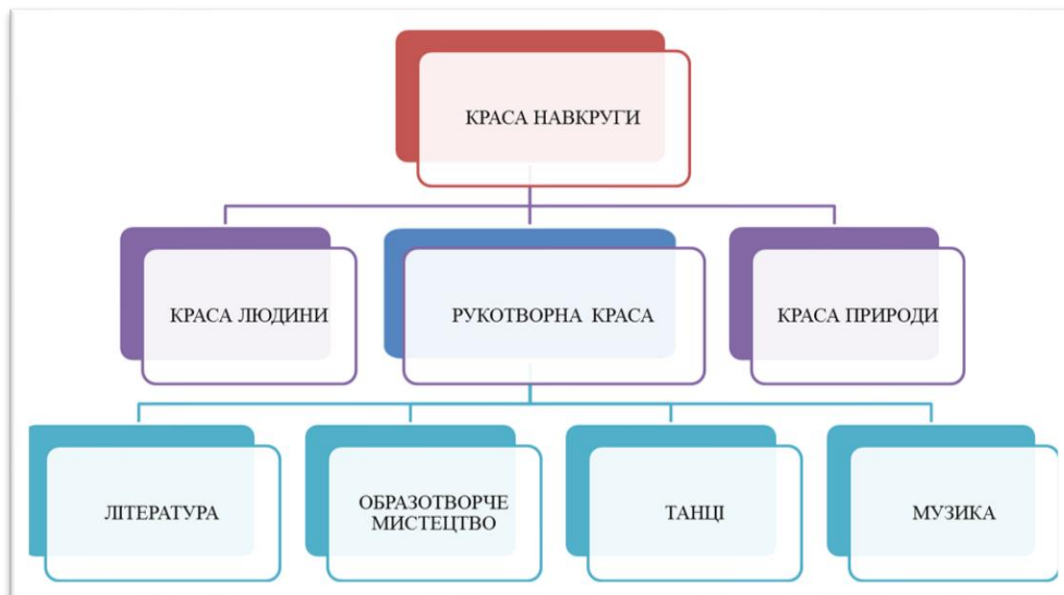 КРАСА НАВКРУГИ
КРАСА ЛЮДИНИ
РУКОТВОРНА КРАСА
КРАСА ПРИРОДИ
ЛІТЕРАТУРА
ОБРАЗОТВОРЧЕ
МИСТЕЦТВО
ТАНЦІ
МУЗИКА